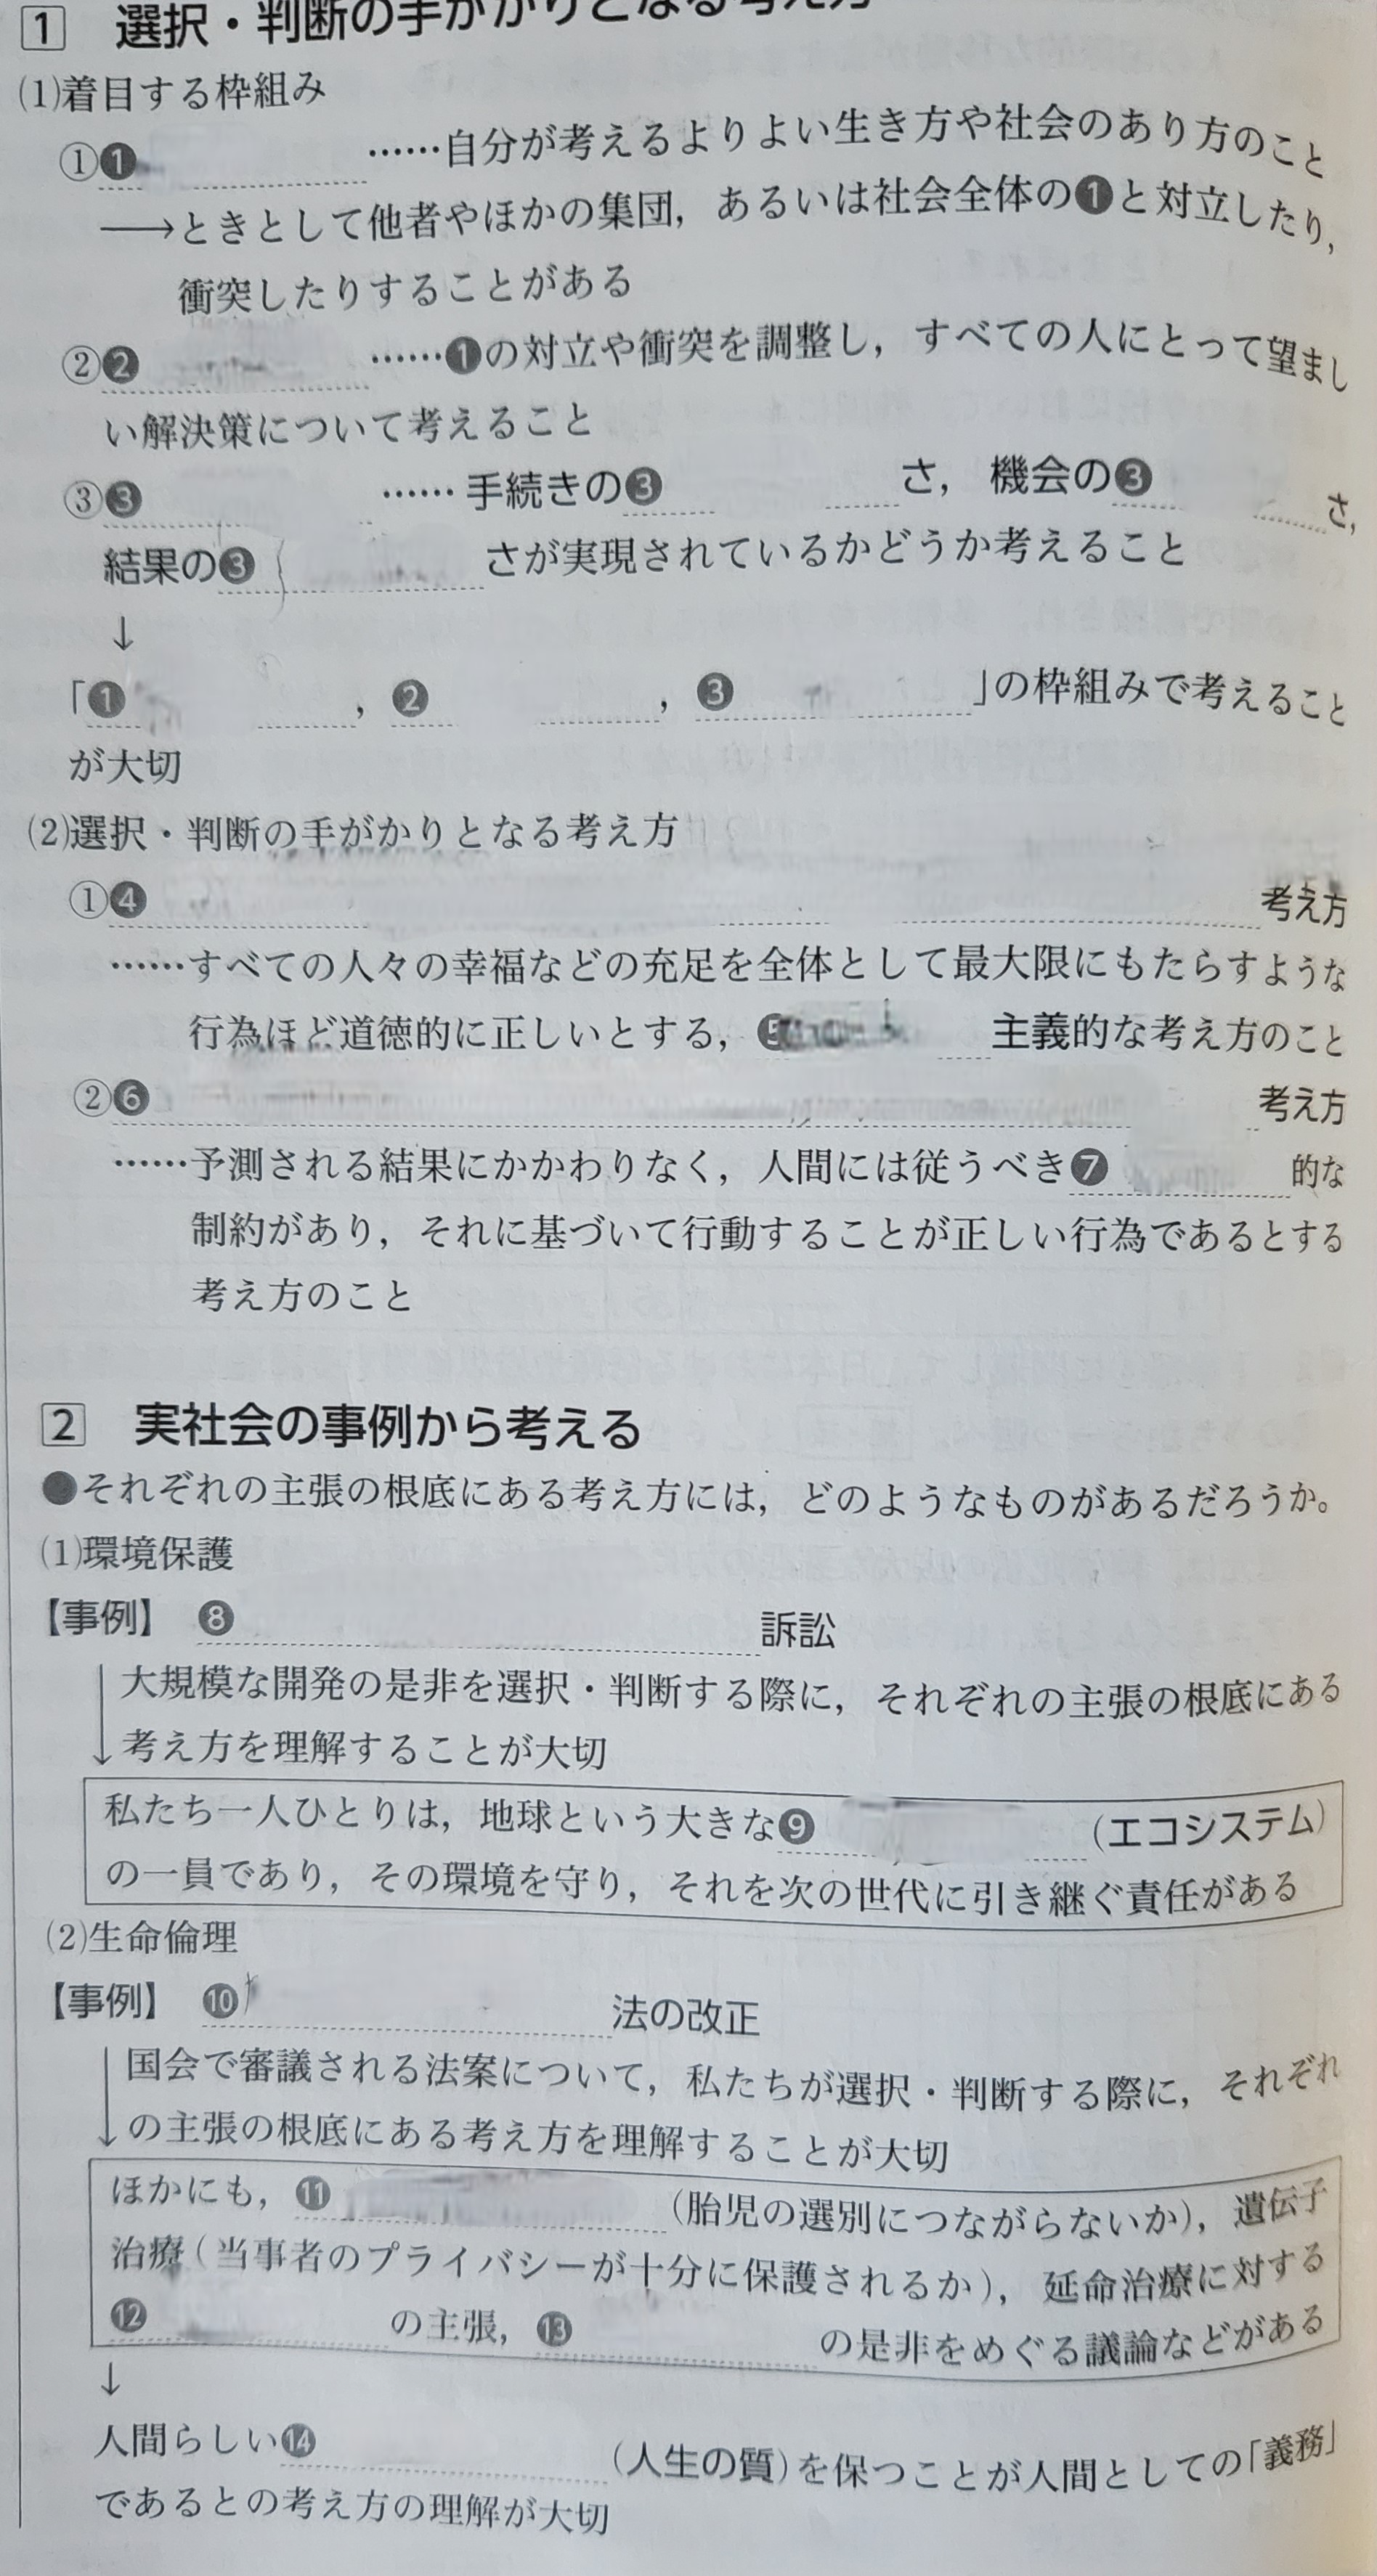 1 選択・判断の手がかりとなる考え方
(1)着目する枠組み
①❶ ……自分が考えるよりよい生き方や社会のあり方のこと
⟶ときとして他者やほかの集団，あるいは社会全体の❶と対立したり，
衝突したりすることがある
②❷ ……❶の対立や衝突を調整し，すべての人にとって望まし
い解決策について考えること
③❸ ……手続きの❸ さ，機会の❸ さ，
結果の❸ さが実現されているかどうか考えること
↓
「❶ ，❷ ，❸ 」の枠組みで考えること
が大切
(2)選択・判断の手がかりとなる考え方
①❹ 考え方
……すべての人々の幸福などの充足を全体として最大限にもたらすような
行為ほど道徳的に正しいとする，❺ 主義的な考え方のこと
②❻ 考え方
……予測される結果にかかわりなく，人間には従うべき❼ 的な
制約があり，それに基づいて行動することが正しい行為であるとする
考え方のこと
2 実社会の事例から考える
●それぞれの主張の根底にある考え方には，どのようなものがあるだろうか。
(1)環境保護
【事例】 ❽ 訴訟
大規模な開発の是非を選択・判断する際に，それぞれの主張の根底にある
↓考え方を理解することが大切
私たち一人ひとりは，地球という大きな❾ (エコシステム)
の一員であり，その環境を守り，それを次の世代に引き継ぐ責任がある
(2)生命倫理
【事例】 ❿ 法の改正
国会で審議される法案について，私たちが選択・判断する際に，それぞれ
↓の主張の根底にある考え方を理解することが大切
ほかにも，⓫ (胎児の選別につながらないか)，遺伝子
治療(当事者のプライバシーが十分に保護されるか)，延命治療に対する
⓬ の主張，⓭ の是非をめぐる議論などがある
↓
人間らしい⓮ (人生の質)を保つことが人間としての「義務」
であるとの考え方の理解が大切